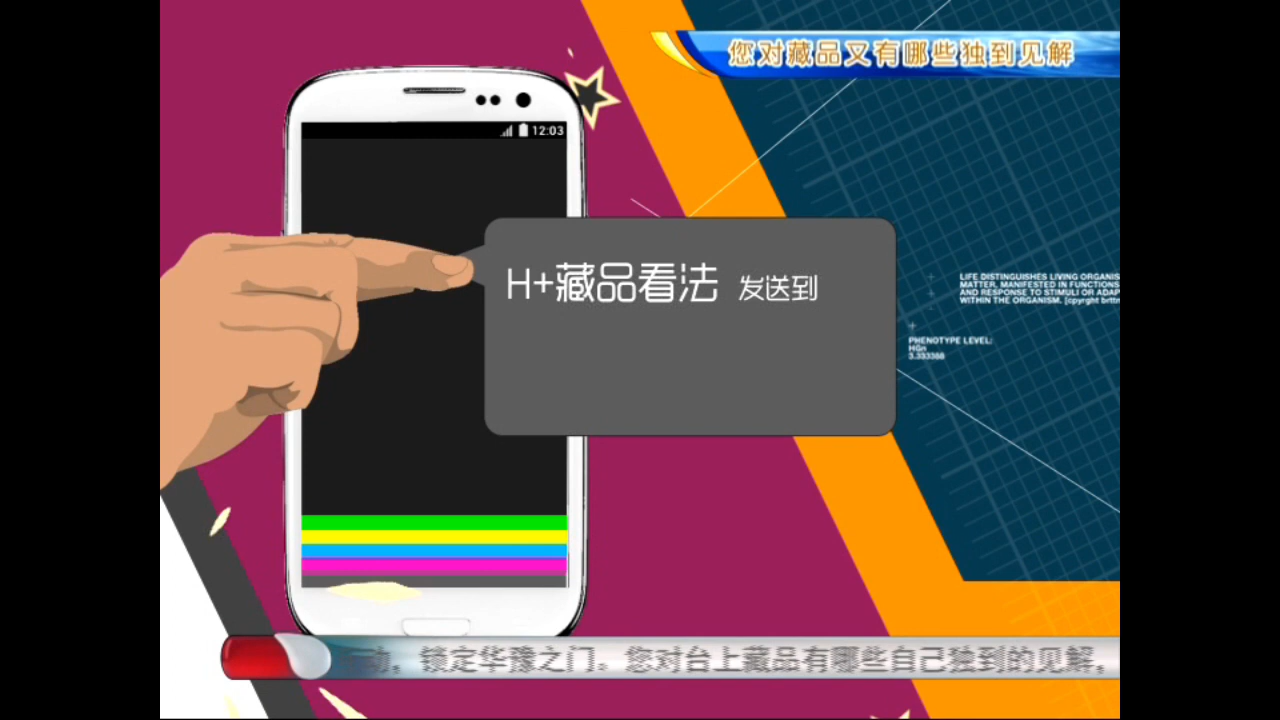 您对藏品又有哪些独到见解
12:03
H+藏品看法 发送到
LIFE DISTINGUISHES LIVING ORGANIS
MATTER, MANIFESTED IN FUNCTIONS
AND RESPONSE TO STIMULI OR ADAP
WITHIN THE ORGANISM.
PHENOTYPE LEVEL:
HGn
3.333388
动，锁定华豫之门。您对台上藏品有哪些自己独到的见解，